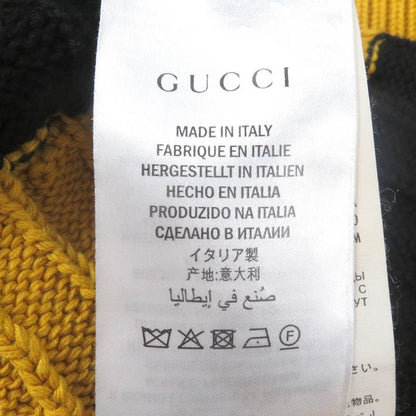 GUCCI
MADE IN ITALY
FABRIQUE EN ITALIE
HERGESTELLT IN ITALIEN
HECHO EN ITALIA
PRODUZIDO NA ITALIA
СДЕЛАНО В ИТАЛИИ
イタリア製
产地:意大利
صُنع في إيطاليا
F